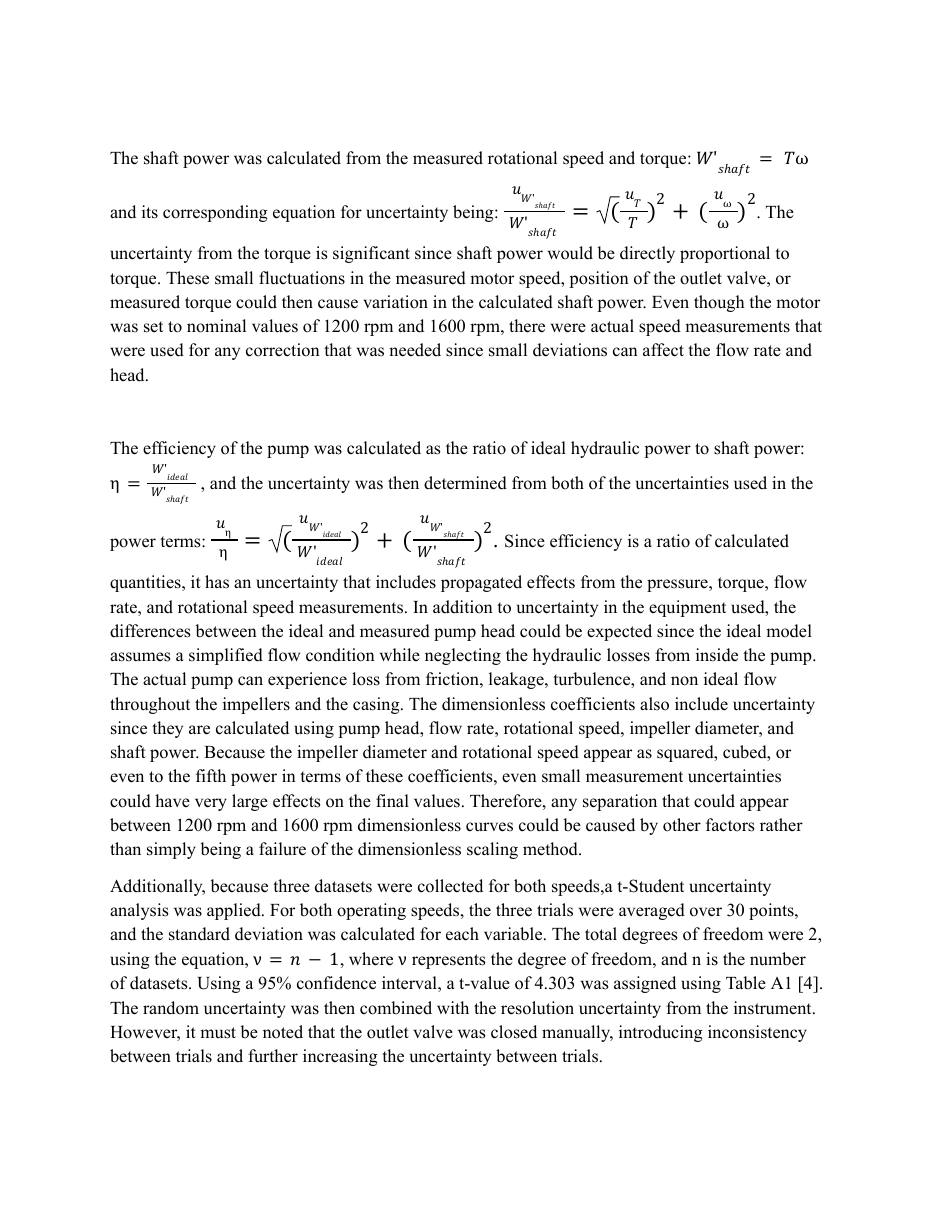 The shaft power was calculated from the measured rotational speed and torque: W'_shaft = Tω
and its corresponding equation for uncertainty being: u_W'_shaft / W'_shaft = √(u_T / T)² + (u_ω / ω)². The
uncertainty from the torque is significant since shaft power would be directly proportional to
torque. These small fluctuations in the measured motor speed, position of the outlet valve, or
measured torque could then cause variation in the calculated shaft power. Even though the motor
was set to nominal values of 1200 rpm and 1600 rpm, there were actual speed measurements that
were used for any correction that was needed since small deviations can affect the flow rate and
head.
The efficiency of the pump was calculated as the ratio of ideal hydraulic power to shaft power:
η = W'_ideal / W'_shaft , and the uncertainty was then determined from both of the uncertainties used in the
power terms: u_η / η = √(u_W'_ideal / W'_ideal)² + (u_W'_shaft / W'_shaft)². Since efficiency is a ratio of calculated
quantities, it has an uncertainty that includes propagated effects from the pressure, torque, flow
rate, and rotational speed measurements. In addition to uncertainty in the equipment used, the
differences between the ideal and measured pump head could be expected since the ideal model
assumes a simplified flow condition while neglecting the hydraulic losses from inside the pump.
The actual pump can experience loss from friction, leakage, turbulence, and non ideal flow
throughout the impellers and the casing. The dimensionless coefficients also include uncertainty
since they are calculated using pump head, flow rate, rotational speed, impeller diameter, and
shaft power. Because the impeller diameter and rotational speed appear as squared, cubed, or
even to the fifth power in terms of these coefficients, even small measurement uncertainties
could have very large effects on the final values. Therefore, any separation that could appear
between 1200 rpm and 1600 rpm dimensionless curves could be caused by other factors rather
than simply being a failure of the dimensionless scaling method.
Additionally, because three datasets were collected for both speeds,a t-Student uncertainty
analysis was applied. For both operating speeds, the three trials were averaged over 30 points,
and the standard deviation was calculated for each variable. The total degrees of freedom were 2,
using the equation, ν = n − 1, where ν represents the degree of freedom, and n is the number
of datasets. Using a 95% confidence interval, a t-value of 4.303 was assigned using Table A1 [4].
The random uncertainty was then combined with the resolution uncertainty from the instrument.
However, it must be noted that the outlet valve was closed manually, introducing inconsistency
between trials and further increasing the uncertainty between trials.